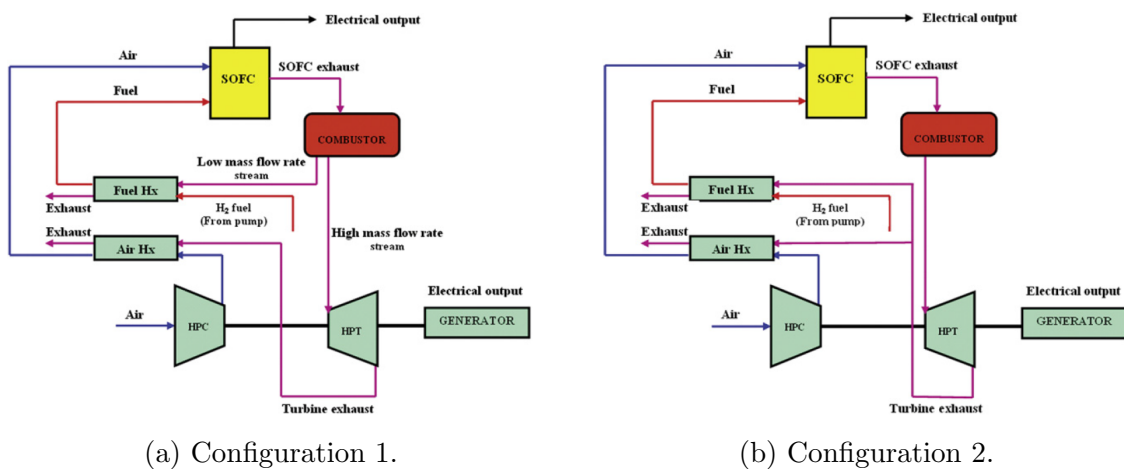 Electrical output
Air
SOFC
SOFC exhaust
Fuel
COMBUSTOR
Low mass flow rate
stream
Fuel Hx
Exhaust
H2 fuel
(From pump)
Exhaust
Air Hx
High mass flow rate
stream
Electrical output
Air
HPC
HPT
GENERATOR
Turbine exhaust
(a) Configuration 1.
Electrical output
Air
SOFC
SOFC exhaust
Fuel
COMBUSTOR
Fuel Hx
Exhaust
H2 fuel
(From pump)
Exhaust
Air Hx
Electrical output
Air
HPC
HPT
GENERATOR
Turbine exhaust
(b) Configuration 2.